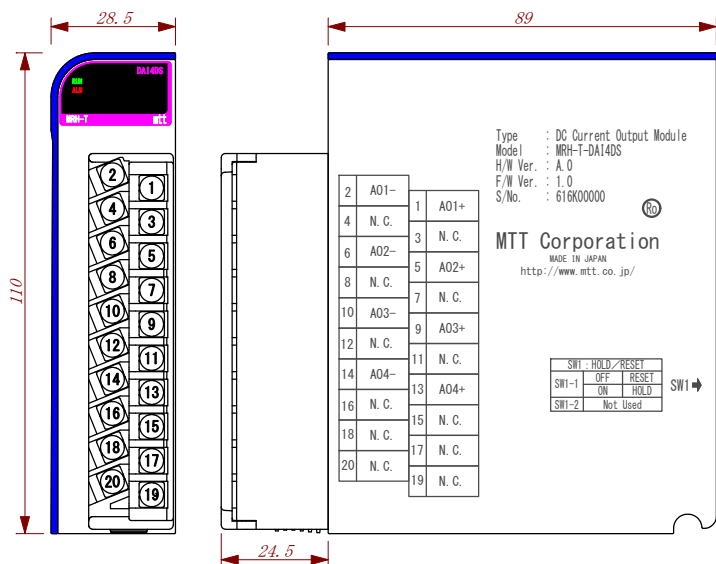 28.5
89
DA14DS
RUN
ALM
MRH-T
mtt
110
2
1
4
3
6
5
8
7
10
9
12
11
14
13
16
15
18
17
20
19
24.5
2 AO1-
1 AO1+
4 N.C.
3 N.C.
6 AO2-
5 AO2+
8 N.C.
7 N.C.
10 AO3-
9 AO3+
12 N.C.
11 N.C.
14 AO4-
13 AO4+
16 N.C.
15 N.C.
18 N.C.
17 N.C.
20 N.C.
19 N.C.
Type : DC Current Output Module
Model : MRH-T-DAI4DS
H/W Ver. : A.0
F/W Ver. : 1.0
S/No. : 616K00000
Ro
MTT Corporation
MADE IN JAPAN
http://www.mtt.co.jp/
SW1 : HOLD／RESET
SW1-1 OFF RESET
ON HOLD
SW1-2 Not Used
SW1